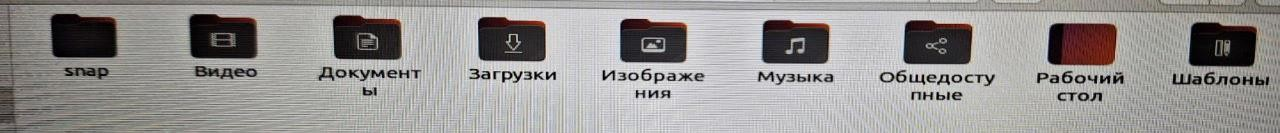 snap
Видео
Документ
ы
Загрузки
Изображе
ния
Музыка
Общедосту
пные
Рабочий
стол
Шаблоны